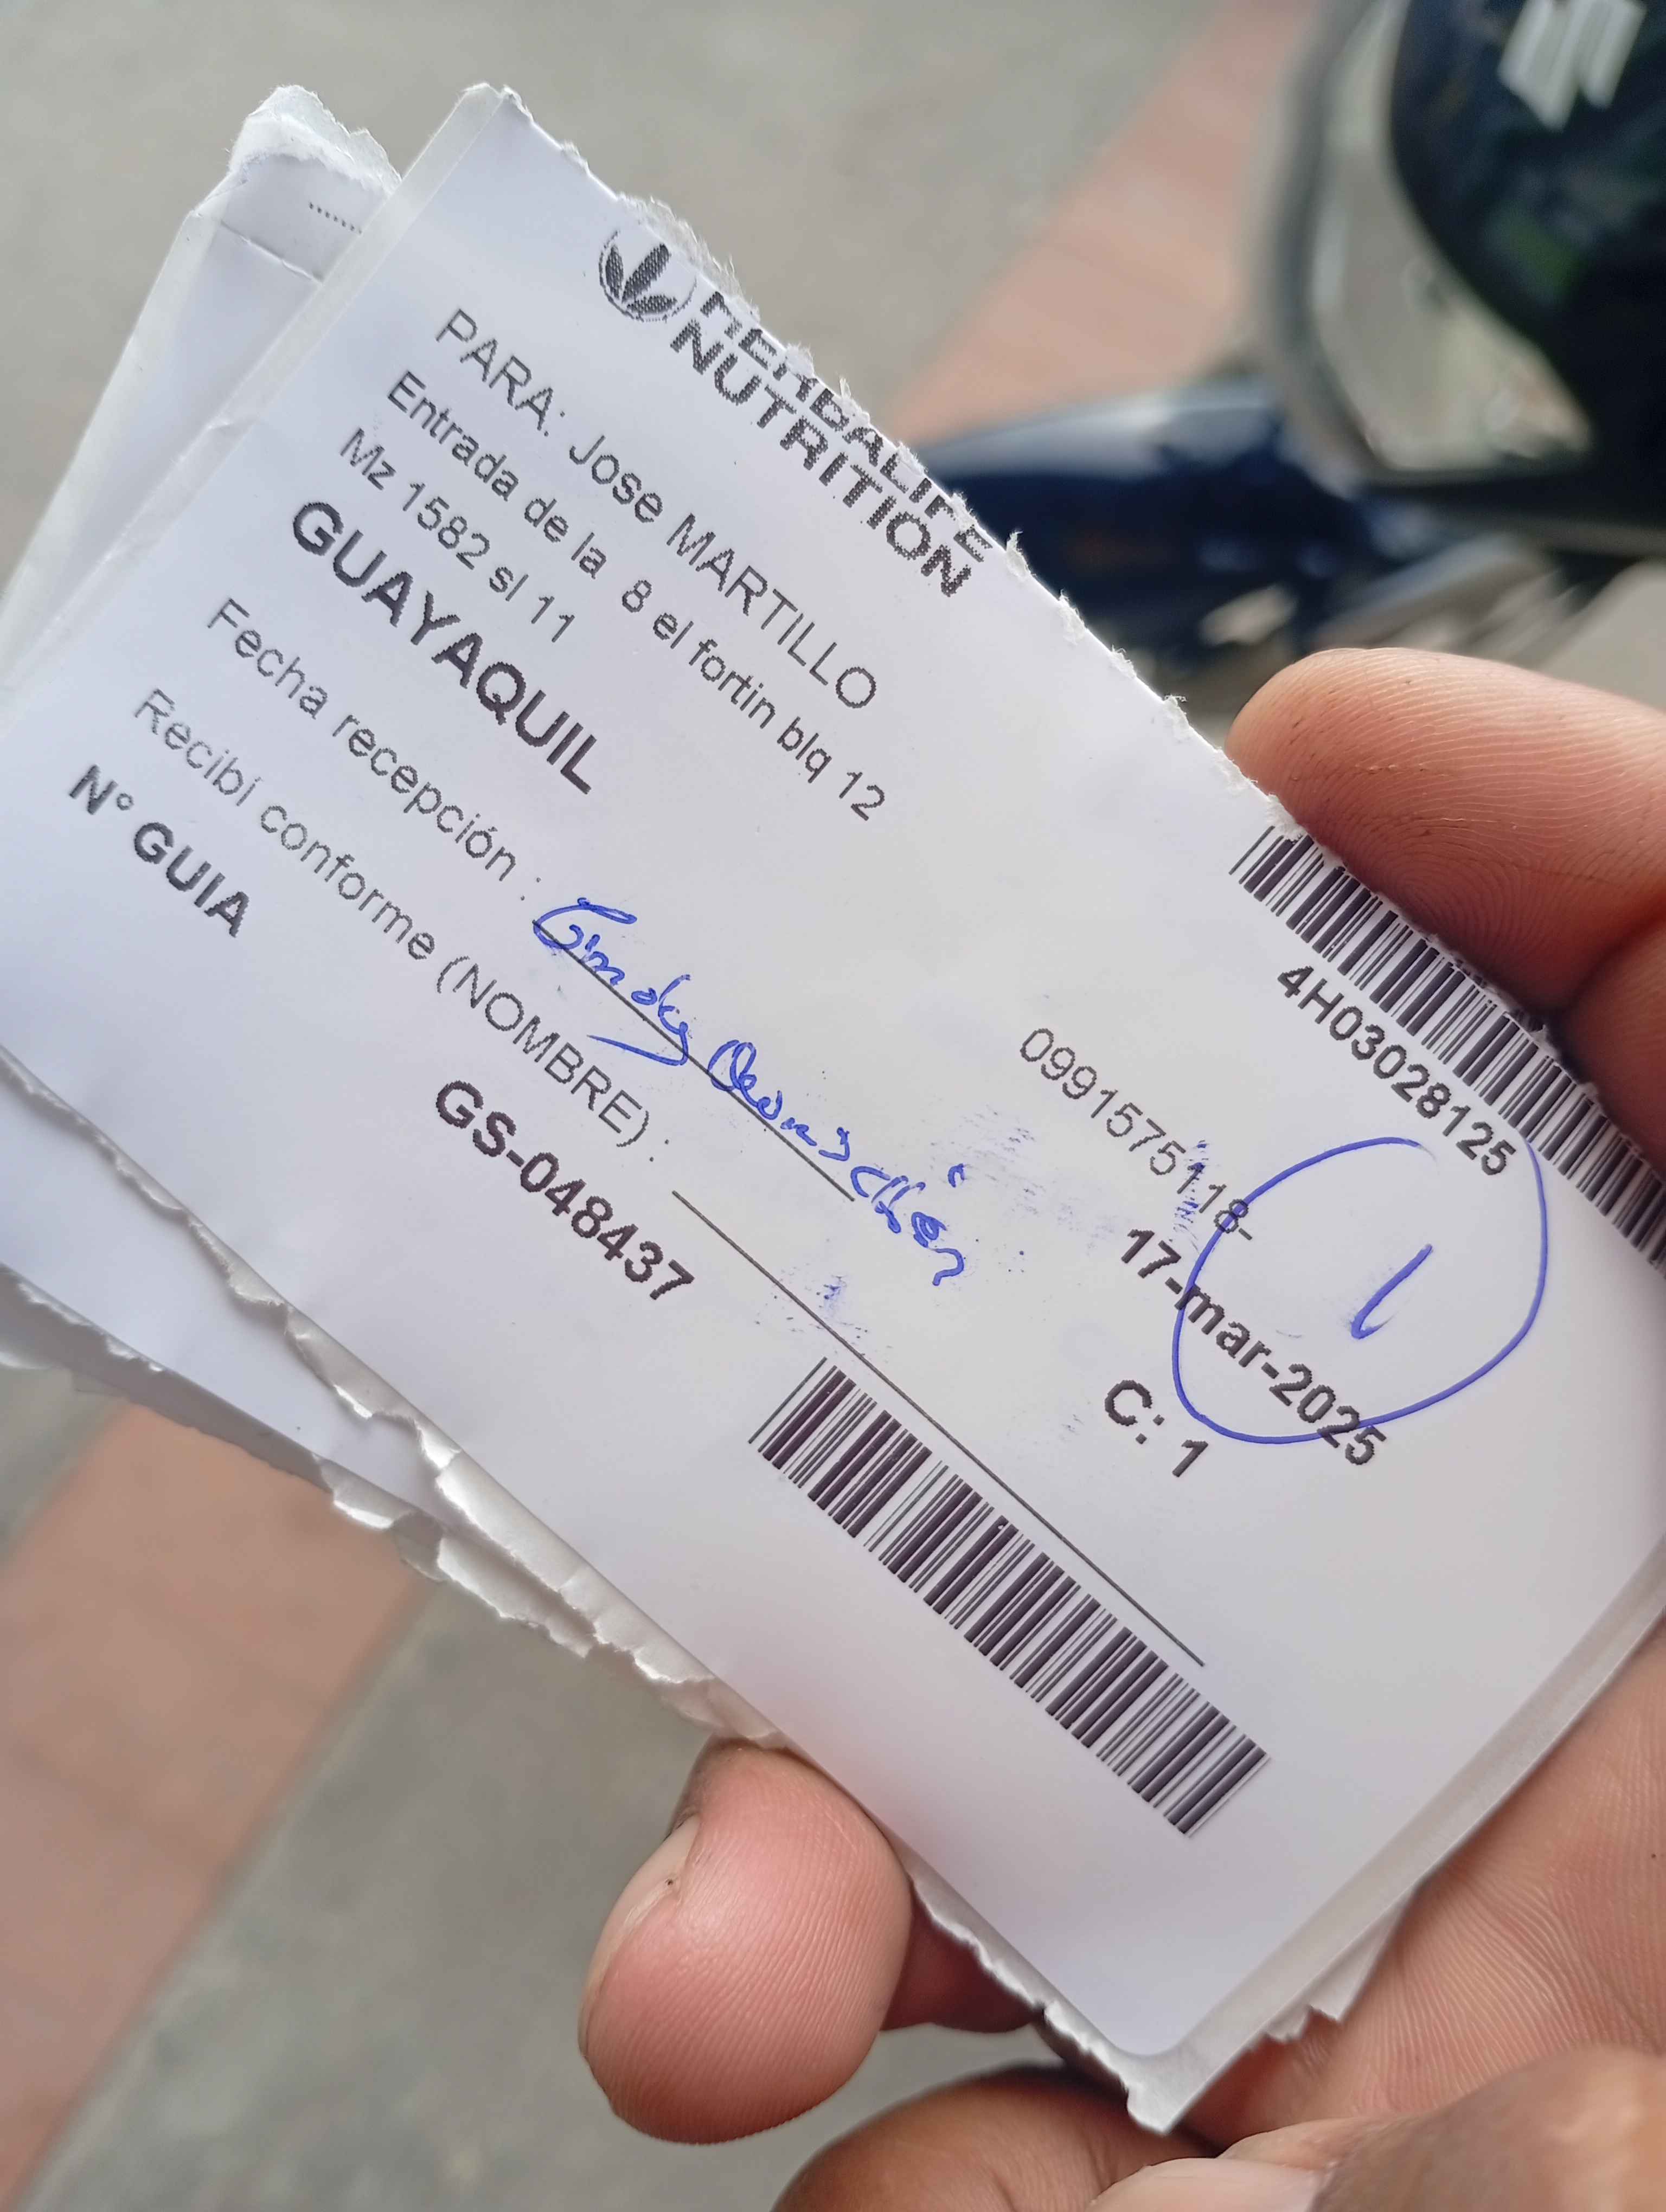 HERBALIFE
NUTRITION
4H03028125
PARA: Jose MARTILLO
Entrada de la 8 el fortin blq 12
Mz 1582 sl 11
0991575118-
GUAYAQUIL
17-mar-2025
1
Fecha recepción :
C: 1
Recibí conforme (NOMBRE) :
N° GUIA
GS-048437